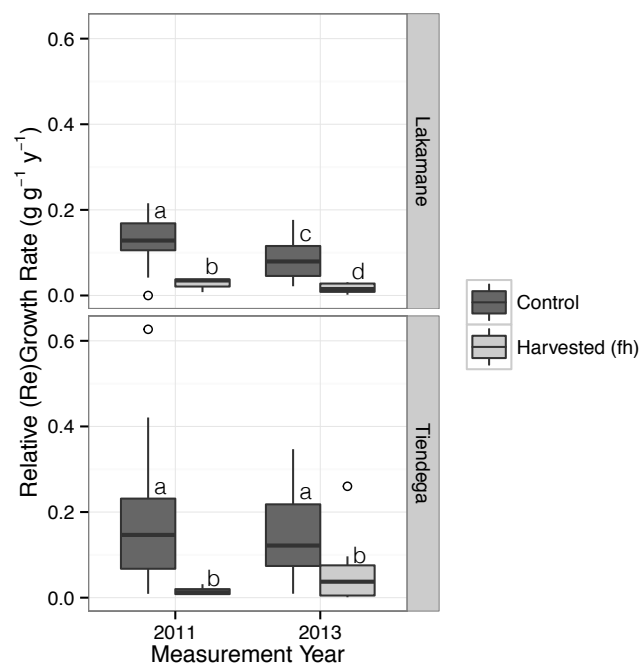 Relative (Re)Growth Rate (g g⁻¹ y⁻¹)
0.6
0.4
0.2
0.0
a
b
c
d
Lakamane
0.6
0.4
0.2
0.0
a
b
a
b
Tiendega
2011
2013
Measurement Year
Control
Harvested (fh)